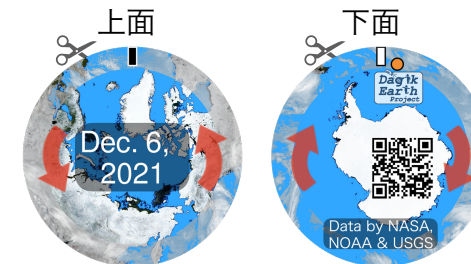 上面
下面
Dec. 6,
2021
Dagik
Earth
Project
Data by NASA,
NOAA & USGS